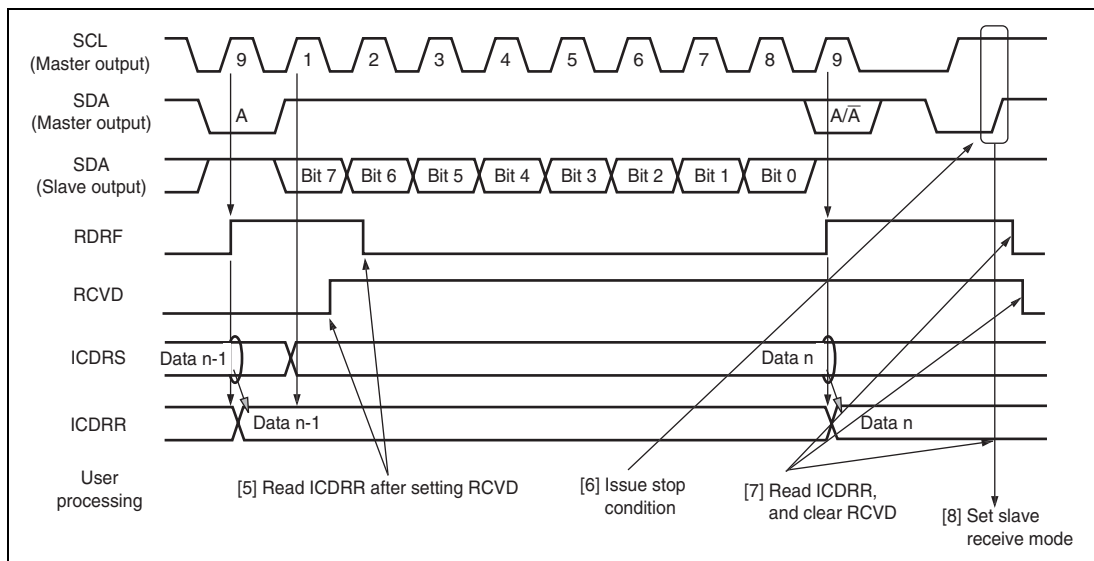 SCL
(Master output)
9 1 2 3 4 5 6 7 8 9
SDA
(Master output)
A A/A̅
SDA
(Slave output)
Bit 7 Bit 6 Bit 5 Bit 4 Bit 3 Bit 2 Bit 1 Bit 0
RDRF
RCVD
ICDRS
Data n-1 Data n
ICDRR
Data n-1 Data n
User
processing
[5] Read ICDRR after setting RCVD
[6] Issue stop
condition
[7] Read ICDRR,
and clear RCVD
[8] Set slave
receive mode